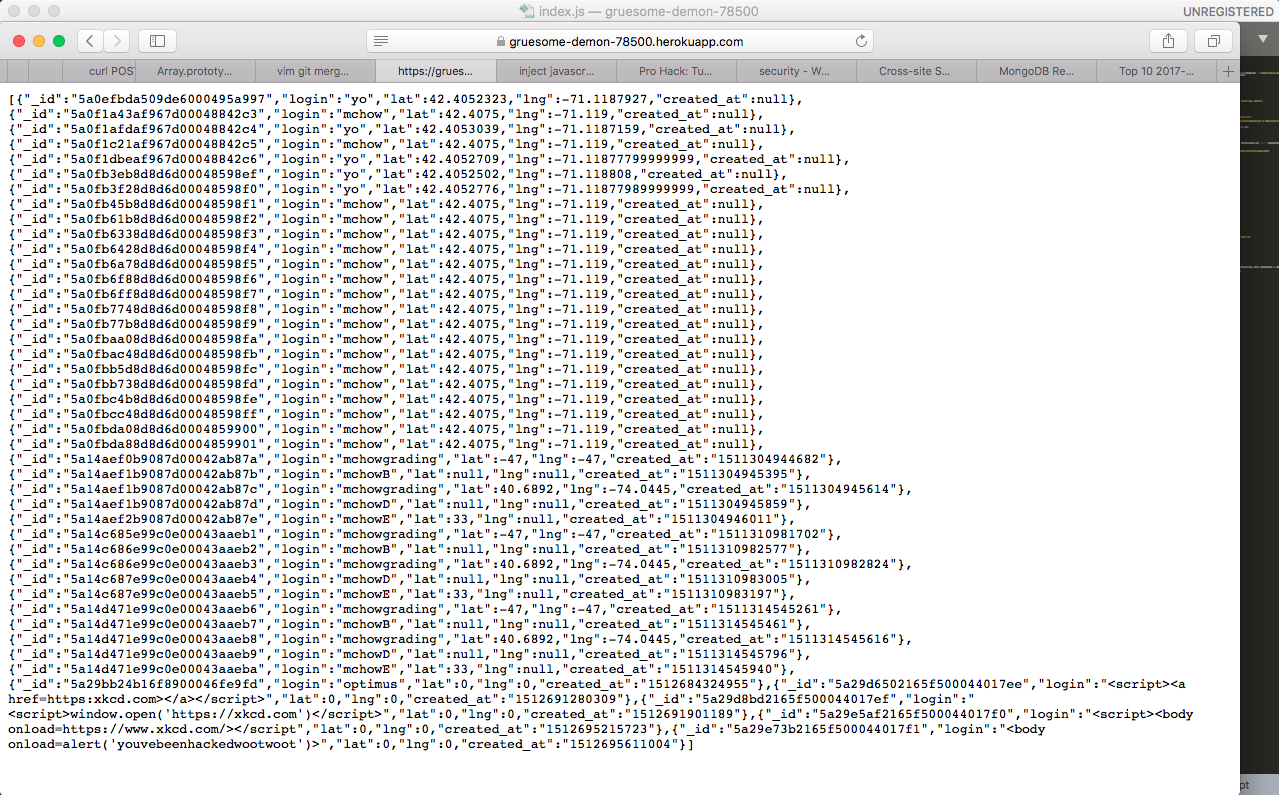 index.js — gruesome-demon-78500
UNREGISTERED
gruesome-demon-78500.herokuapp.com
curl POS
Array.prototy...
vim git merg...
https://grues...
inject javascr...
Pro Hack: Tu...
security - W...
Cross-site S...
MongoDB Re...
Top 10 2017-...
[{"_id":"5a0efbda509de6000495a997","login":"yo","lat":42.4052323,"lng":-71.1187927,"created_at":null},
{"_id":"5a0f1a43af967d00048842c3","login":"mchow","lat":42.4075,"lng":-71.119,"created_at":null},
{"_id":"5a0f1afdaf967d00048842c4","login":"yo","lat":42.4053039,"lng":-71.1187159,"created_at":null},
{"_id":"5a0f1c21af967d00048842c5","login":"mchow","lat":42.4075,"lng":-71.119,"created_at":null},
{"_id":"5a0f1dbeaf967d00048842c6","login":"yo","lat":42.4052709,"lng":-71.11877799999999,"created_at":null},
{"_id":"5a0fb3eb8d8d6d00048598ef","login":"yo","lat":42.4052502,"lng":-71.118808,"created_at":null},
{"_id":"5a0fb3f28d8d6d00048598f0","login":"yo","lat":42.4052776,"lng":-71.11877989999999,"created_at":null},
{"_id":"5a0fb45b8d8d6d00048598f1","login":"mchow","lat":42.4075,"lng":-71.119,"created_at":null},
{"_id":"5a0fb61b8d8d6d00048598f2","login":"mchow","lat":42.4075,"lng":-71.119,"created_at":null},
{"_id":"5a0fb6338d8d6d00048598f3","login":"mchow","lat":42.4075,"lng":-71.119,"created_at":null},
{"_id":"5a0fb6428d8d6d00048598f4","login":"mchow","lat":42.4075,"lng":-71.119,"created_at":null},
{"_id":"5a0fb6a78d8d6d00048598f5","login":"mchow","lat":42.4075,"lng":-71.119,"created_at":null},
{"_id":"5a0fb6f88d8d6d00048598f6","login":"mchow","lat":42.4075,"lng":-71.119,"created_at":null},
{"_id":"5a0fb6ff8d8d6d00048598f7","login":"mchow","lat":42.4075,"lng":-71.119,"created_at":null},
{"_id":"5a0fb7748d8d6d00048598f8","login":"mchow","lat":42.4075,"lng":-71.119,"created_at":null},
{"_id":"5a0fb77b8d8d6d00048598f9","login":"mchow","lat":42.4075,"lng":-71.119,"created_at":null},
{"_id":"5a0fbaa08d8d6d00048598fa","login":"mchow","lat":42.4075,"lng":-71.119,"created_at":null},
{"_id":"5a0fbac48d8d6d00048598fb","login":"mchow","lat":42.4075,"lng":-71.119,"created_at":null},
{"_id":"5a0fbb5d8d8d6d00048598fc","login":"mchow","lat":42.4075,"lng":-71.119,"created_at":null},
{"_id":"5a0fbb738d8d6d00048598fd","login":"mchow","lat":42.4075,"lng":-71.119,"created_at":null},
{"_id":"5a0fbc4b8d8d6d00048598fe","login":"mchow","lat":42.4075,"lng":-71.119,"created_at":null},
{"_id":"5a0fbcc48d8d6d00048598ff","login":"mchow","lat":42.4075,"lng":-71.119,"created_at":null},
{"_id":"5a0fbda08d8d6d0004859900","login":"mchow","lat":42.4075,"lng":-71.119,"created_at":null},
{"_id":"5a0fbda88d8d6d0004859901","login":"mchow","lat":42.4075,"lng":-71.119,"created_at":null},
{"_id":"5a14aef0b9087d00042ab87a","login":"mchowgrading","lat":-47,"lng":-47,"created_at":"1511304944682"},
{"_id":"5a14aef1b9087d00042ab87b","login":"mchowB","lat":null,"lng":null,"created_at":"1511304945395"},
{"_id":"5a14aef1b9087d00042ab87c","login":"mchowgrading","lat":40.6892,"lng":-74.0445,"created_at":"1511304945614"},
{"_id":"5a14aef1b9087d00042ab87d","login":"mchowD","lat":null,"lng":null,"created_at":"1511304945859"},
{"_id":"5a14aef2b9087d00042ab87e","login":"mchowE","lat":33,"lng":null,"created_at":"1511304946011"},
{"_id":"5a14c685e99c0e00043aaeb1","login":"mchowgrading","lat":-47,"lng":-47,"created_at":"1511310981702"},
{"_id":"5a14c686e99c0e00043aaeb2","login":"mchowB","lat":null,"lng":null,"created_at":"1511310982577"},
{"_id":"5a14c686e99c0e00043aaeb3","login":"mchowgrading","lat":40.6892,"lng":-74.0445,"created_at":"1511310982824"},
{"_id":"5a14c687e99c0e00043aaeb4","login":"mchowD","lat":null,"lng":null,"created_at":"1511310983005"},
{"_id":"5a14c687e99c0e00043aaeb5","login":"mchowE","lat":33,"lng":null,"created_at":"1511310983197"},
{"_id":"5a14d471e99c0e00043aaeb6","login":"mchowgrading","lat":-47,"lng":-47,"created_at":"1511314545261"},
{"_id":"5a14d471e99c0e00043aaeb7","login":"mchowB","lat":null,"lng":null,"created_at":"1511314545461"},
{"_id":"5a14d471e99c0e00043aaeb8","login":"mchowgrading","lat":40.6892,"lng":-74.0445,"created_at":"1511314545616"},
{"_id":"5a14d471e99c0e00043aaeb9","login":"mchowD","lat":null,"lng":null,"created_at":"1511314545796"},
{"_id":"5a14d471e99c0e00043aaeba","login":"mchowE","lat":33,"lng":null,"created_at":"1511314545940"},
{"_id":"5a29bb24b16f8900046fe9fd","login":"optimus","lat":0,"lng":0,"created_at":"1512684324955"},{"_id":"5a29d6502165f500044017ee","login":"<script><a
href=https:xkcd.com></a></script>","lat":0,"lng":0,"created_at":"1512691280309"},{"_id":"5a29d8bd2165f500044017ef","login":"
<script>window.open('https://xkcd.com')</script>","lat":0,"lng":0,"created_at":"1512691901189"},{"_id":"5a29e5af2165f500044017f0","login":"<script><body
onload=https://www.xkcd.com/></script","lat":0,"lng":0,"created_at":"1512695215723"},{"_id":"5a29e73b2165f500044017f1","login":"<body
onload=alert('youvebeenhackedwootwoot')>","lat":0,"lng":0,"created_at":"1512695611004"}]
pt